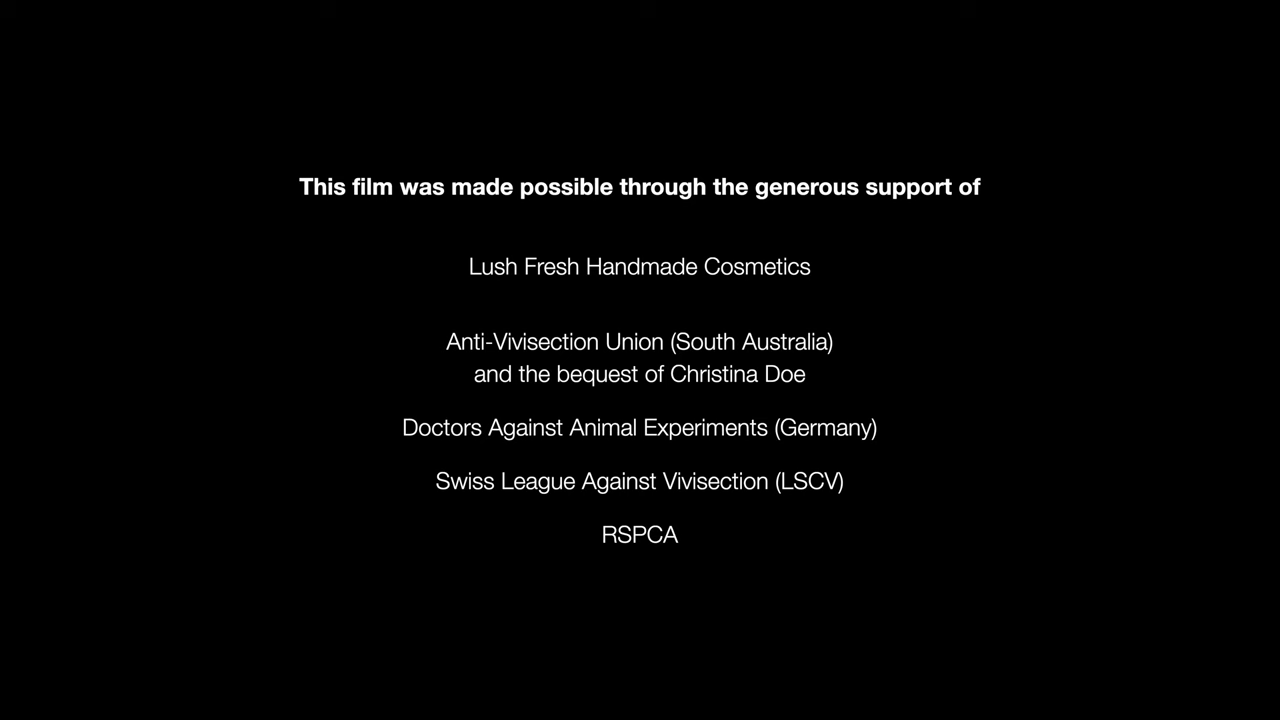 This film was made possible through the generous support of
Lush Fresh Handmade Cosmetics
Anti-Vivisection Union (South Australia)
and the bequest of Christina Doe
Doctors Against Animal Experiments (Germany)
Swiss League Against Vivisection (LSCV)
RSPCA